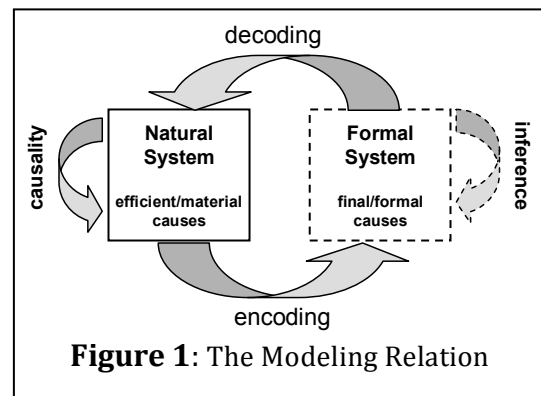 decoding
causality
Natural
System
efficient/material
causes
Formal
System
final/formal
causes
inference
encoding
Figure 1: The Modeling Relation